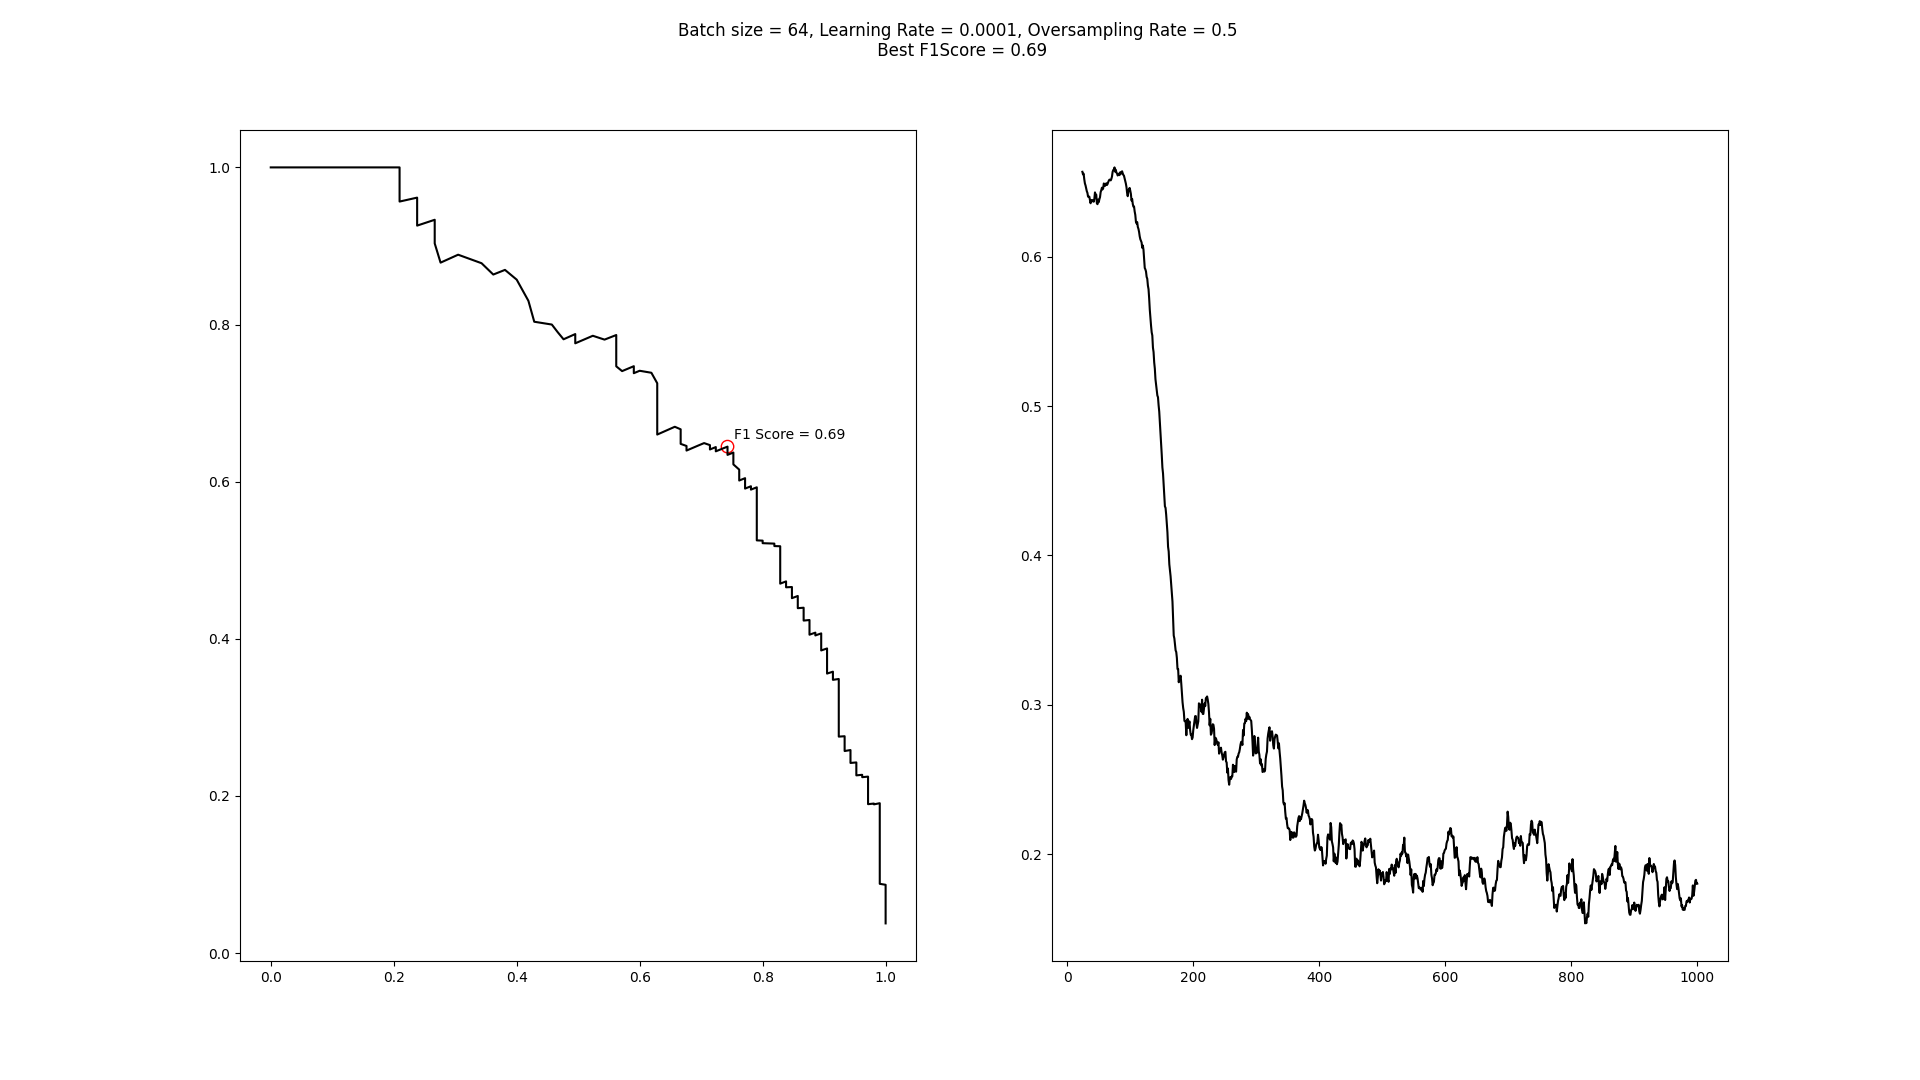 Batch size = 64, Learning Rate = 0.0001, Oversampling Rate = 0.5
Best F1Score = 0.69
1.0
0.8
0.6
0.4
0.2
0.0
F1 Score = 0.69
0.0 0.2 0.4 0.6 0.8 1.0
0.6
0.5
0.4
0.3
0.2
0 200 400 600 800 1000